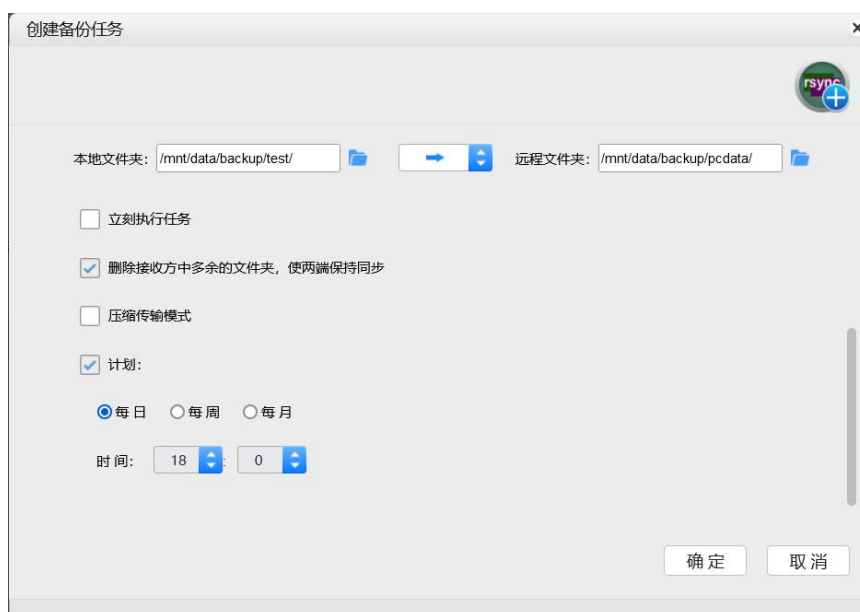 创建备份任务
rsync
本地文件夹: /mnt/data/backup/test/ 远程文件夹: /mnt/data/backup/pcdata/
立刻执行任务
删除接收方中多余的文件夹，使两端保持同步
压缩传输模式
计划:
每日 每周 每月
时间: 18 : 0
确定 取消